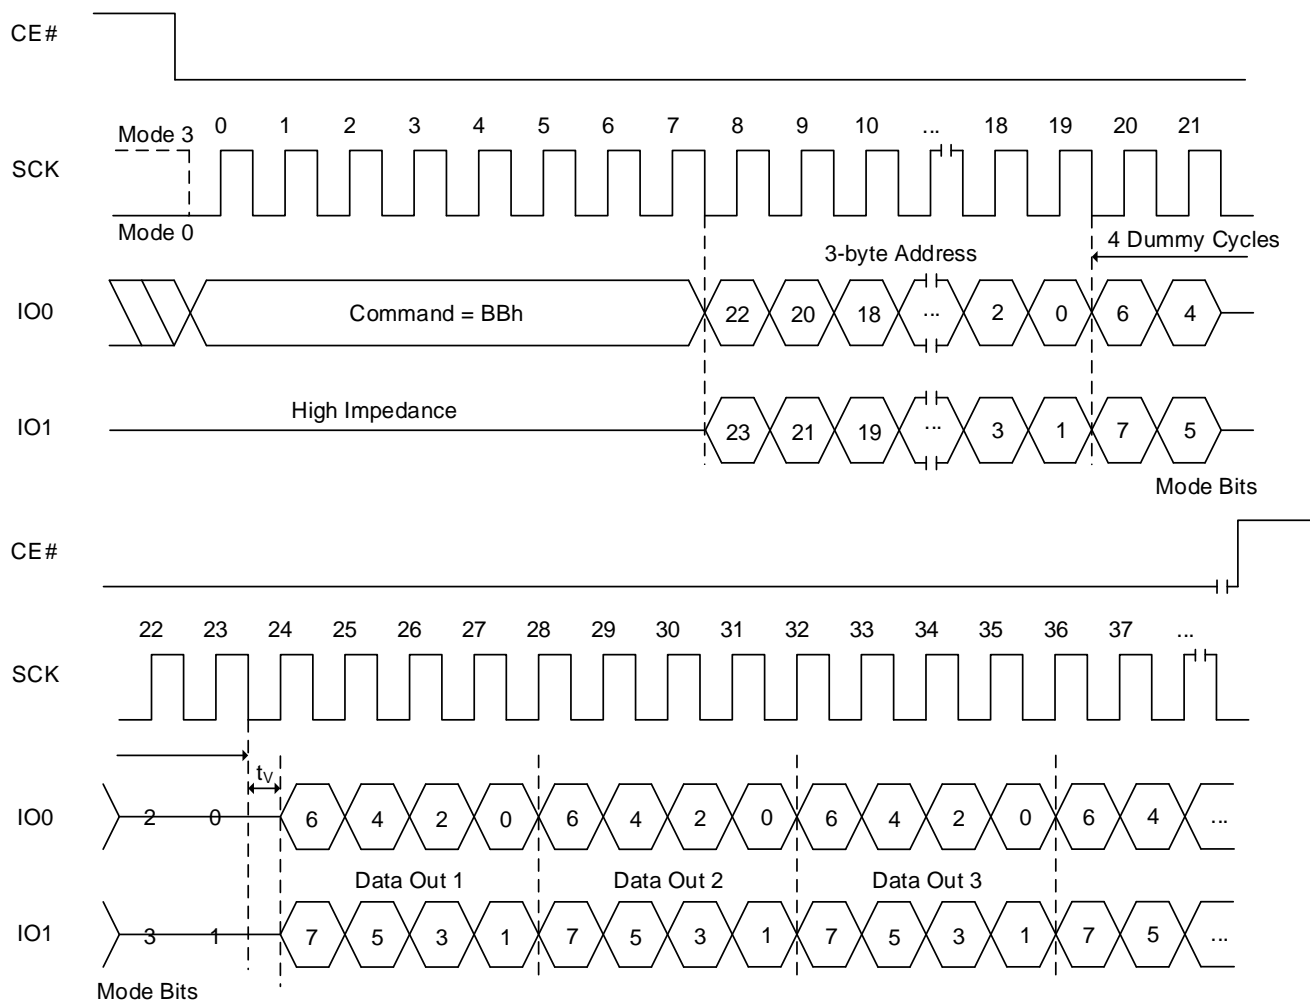 CE#
0 1 2 3 4 5 6 7 8 9 10 ... 18 19 20 21
Mode 3
SCK
Mode 0
3-byte Address
4 Dummy Cycles
IO0
Command = BBh
22 20 18 ... 2 0 6 4
High Impedance
IO1
23 21 19 ... 3 1 7 5
Mode Bits
CE#
22 23 24 25 26 27 28 29 30 31 32 33 34 35 36 37 ...
SCK
tV
IO0
2 0 6 4 2 0 6 4 2 0 6 4 2 0 6 4 ...
Data Out 1 Data Out 2 Data Out 3
IO1
3 1 7 5 3 1 7 5 3 1 7 5 3 1 7 5 ...
Mode Bits